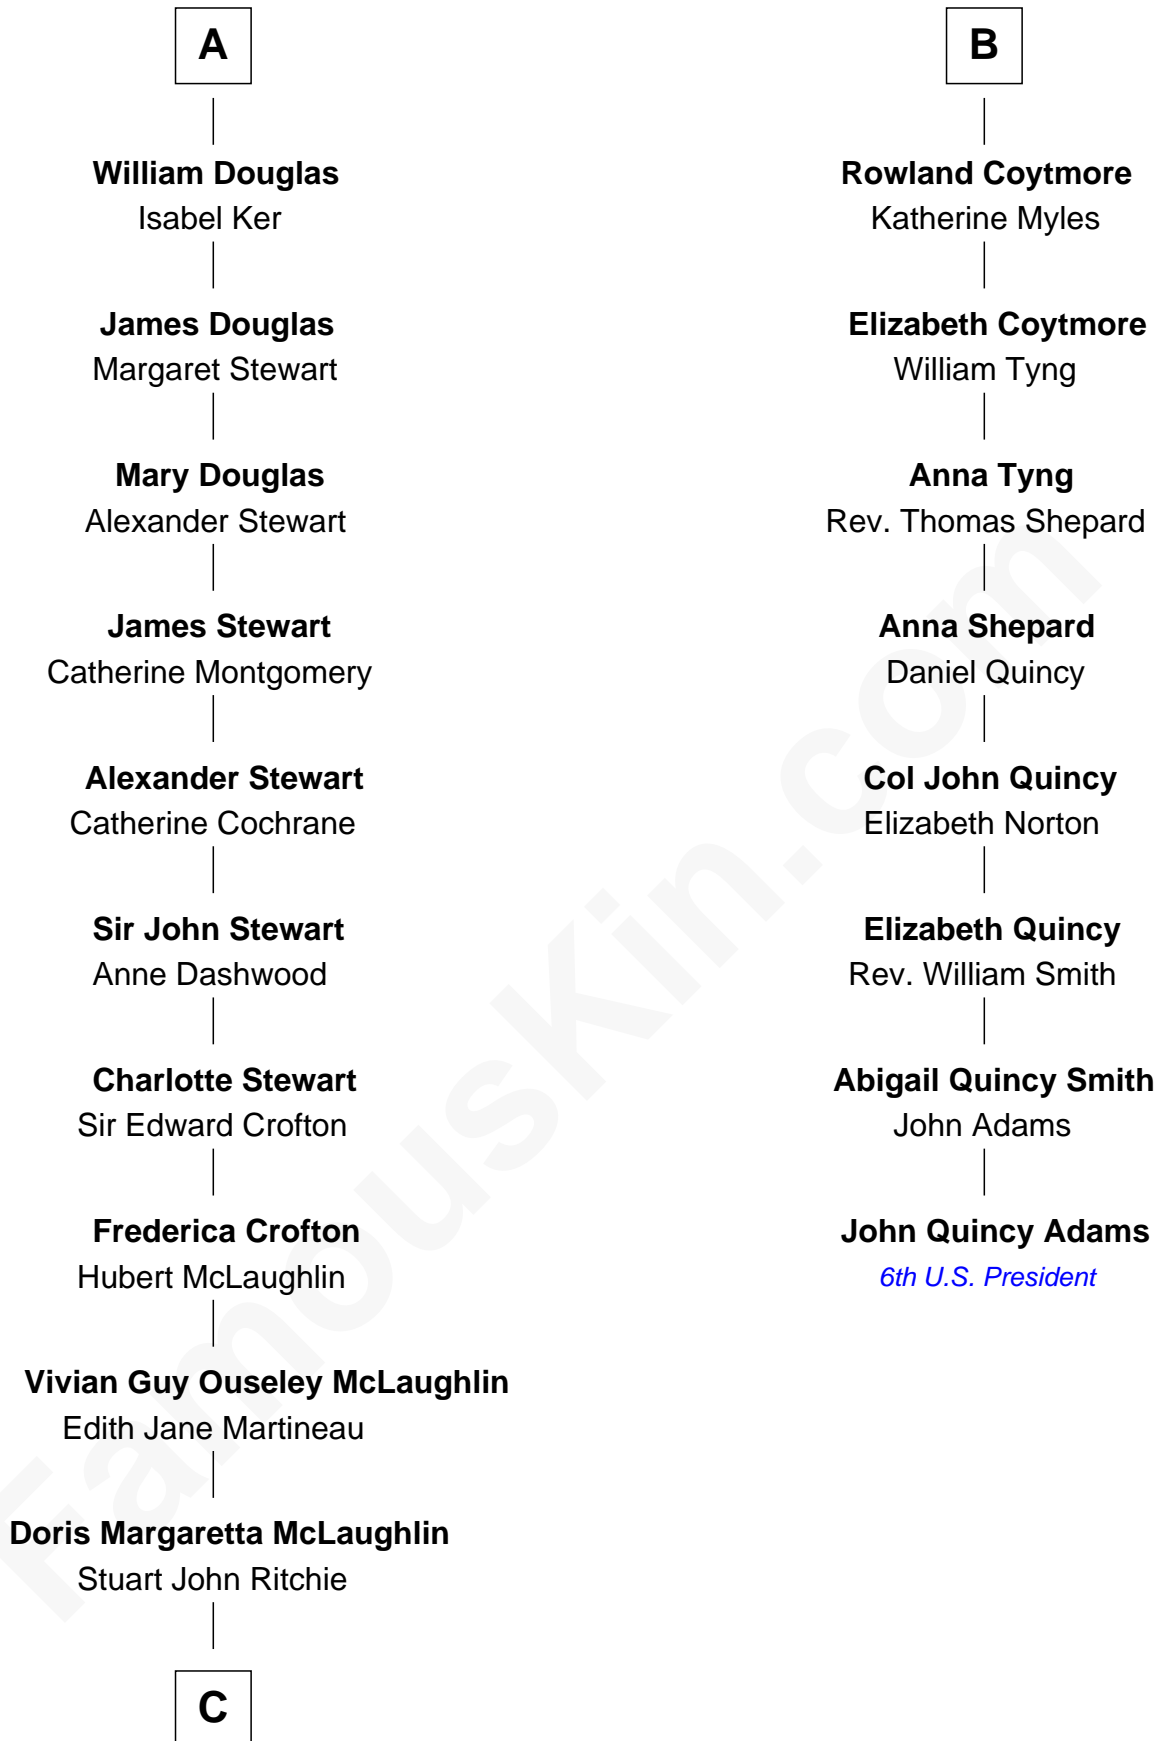 A
William Douglas
Isabel Ker
James Douglas
Margaret Stewart
Mary Douglas
Alexander Stewart
James Stewart
Catherine Montgomery
Alexander Stewart
Catherine Cochrane
Sir John Stewart
Anne Dashwood
Charlotte Stewart
Sir Edward Crofton
Frederica Crofton
Hubert McLaughlin
Vivian Guy Ouseley McLaughlin
Edith Jane Martineau
Doris Margaretta McLaughlin
Stuart John Ritchie
C
B
Rowland Coytmore
Katherine Myles
Elizabeth Coytmore
William Tyng
Anna Tyng
Rev. Thomas Shepard
Anna Shepard
Daniel Quincy
Col John Quincy
Elizabeth Norton
Elizabeth Quincy
Rev. William Smith
Abigail Quincy Smith
John Adams
John Quincy Adams
6th U.S. President
FamousKin.com